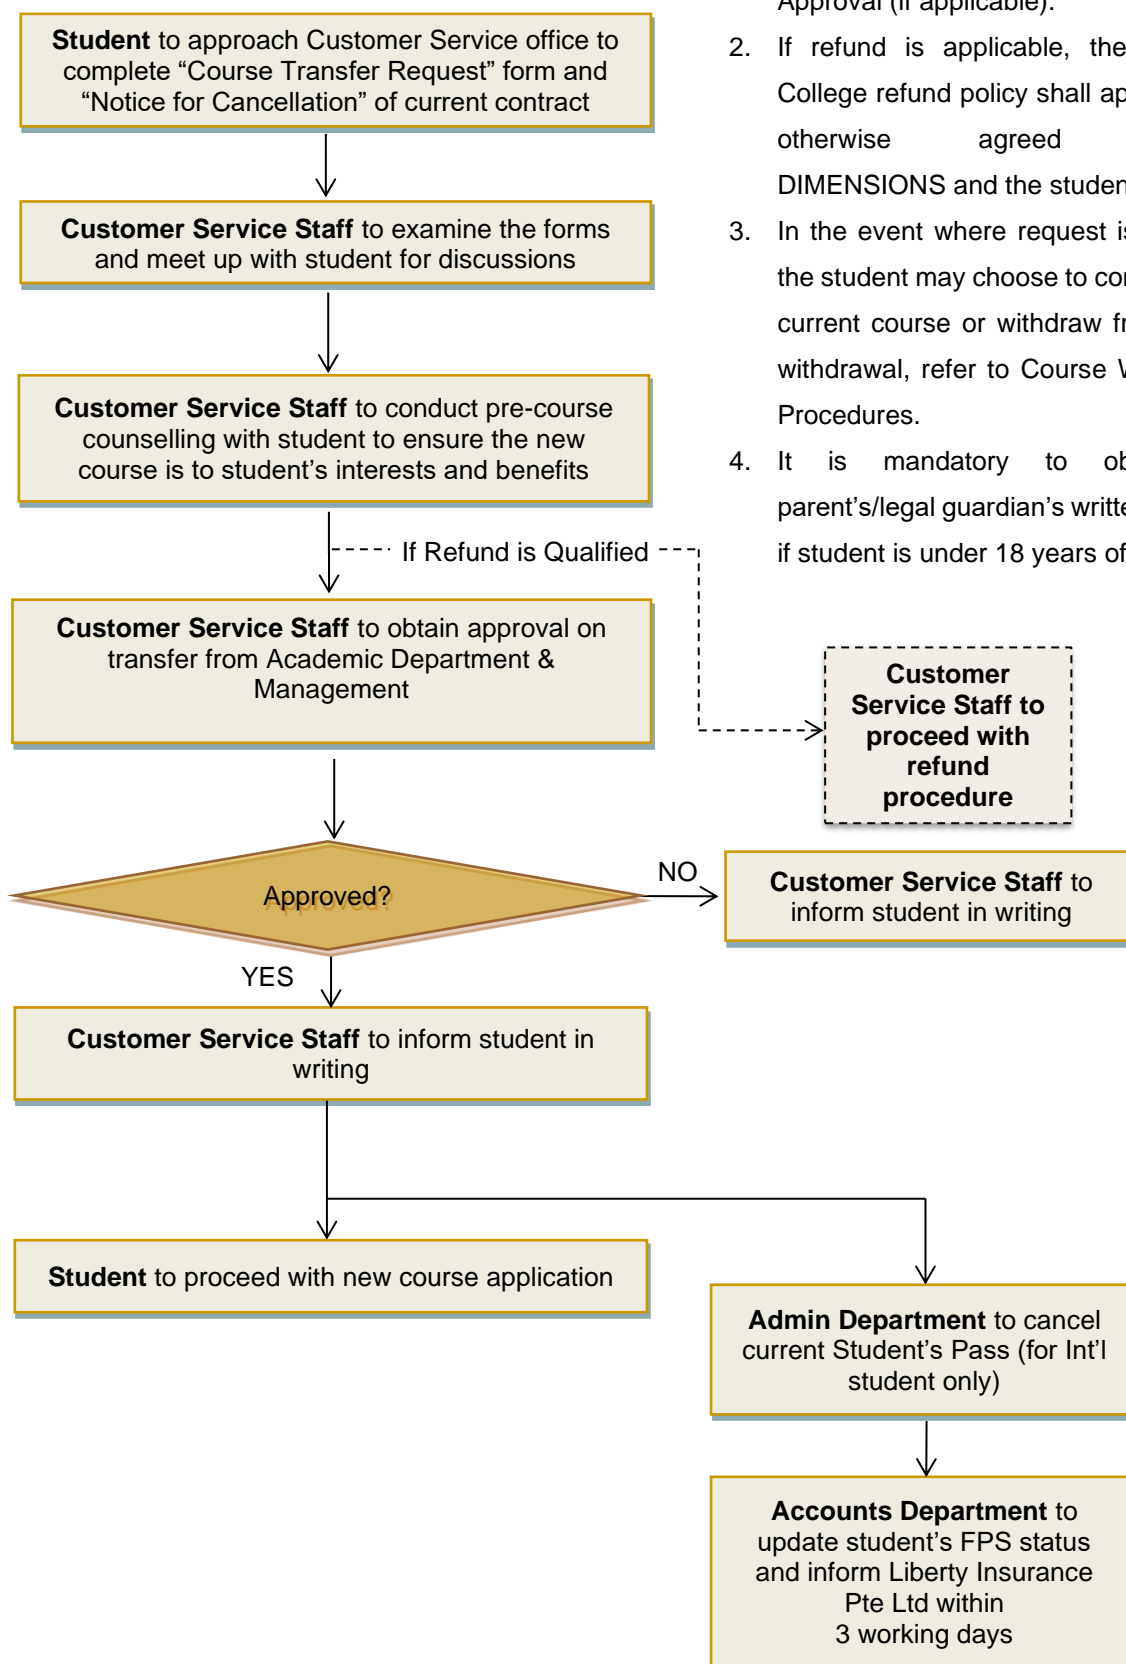 Student to approach Customer Service office to
complete “Course Transfer Request” form and
“Notice for Cancellation” of current contract
Customer Service Staff to examine the forms
and meet up with student for discussions
Customer Service Staff to conduct pre-course
counselling with student to ensure the new
course is to student’s interests and benefits
If Refund is Qualified
Customer Service Staff to obtain approval on
transfer from Academic Department &
Management
Approval (if applicable).
2. If refund is applicable, the
College refund policy shall
otherwise agreed
DIMENSIONS and the
3. In the event where request
the student may choose to
current course or withdraw
withdrawal, refer to Course
Procedures.
4. It is mandatory to
parent’s/legal guardian’s
if student is under 18 years of
Customer
Service Staff to
proceed with
refund
procedure
Approved?
NO
Customer Service Staff to
inform student in writing
YES
Customer Service Staff to inform student in
writing
Student to proceed with new course application
Admin Department to cancel
current Student’s Pass (for Int’l
student only)
Accounts Department to
update student’s FPS status
and inform Liberty Insurance
Pte Ltd within
3 working days